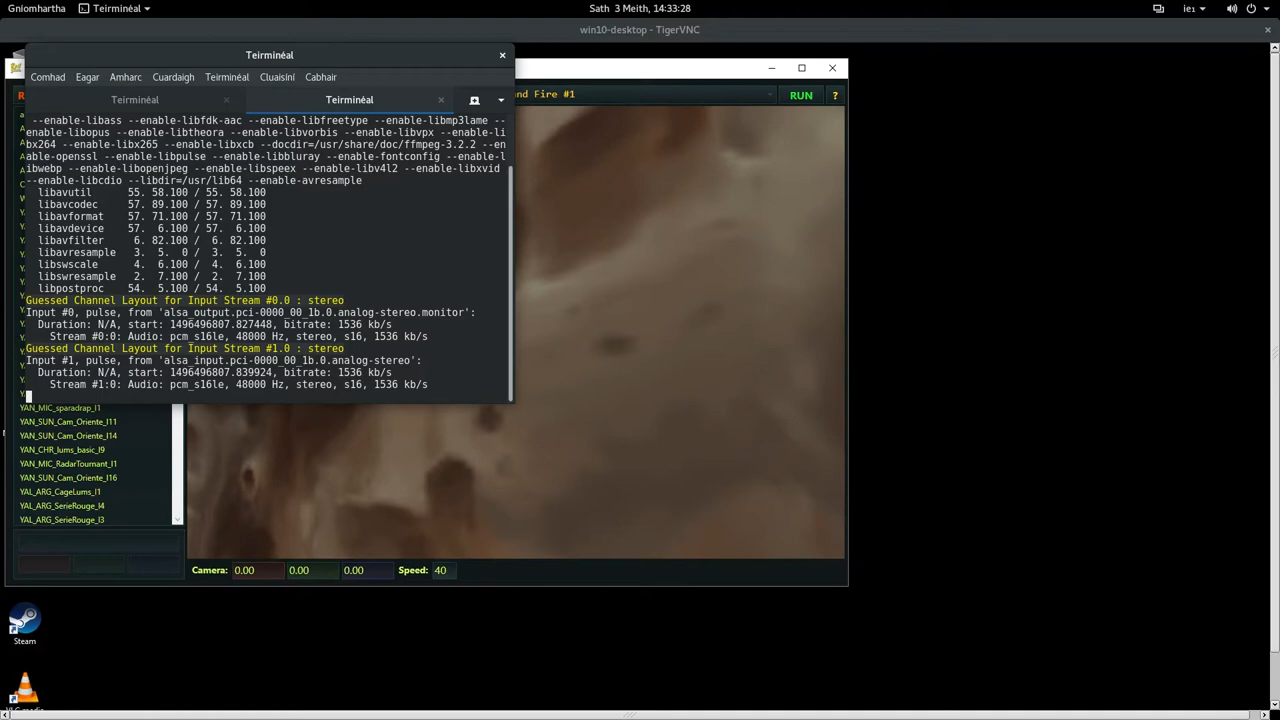 Gníomhartha
Teirminéal
Sath 3 Meith, 14:33:28
ie1
win10-desktop - TigerVNC
Teirminéal
Comhad Eagar Amharc Cuardaigh Teirminéal Cluaisíní Cabhair
Teirminéal
Teirminéal
nd Fire #1
RUN
?
--enable-libass --enable-libfdk-aac --enable-libfreetype --enable-libmp3lame --
enable-libopus --enable-libtheora --enable-libvorbis --enable-libvpx --enable-li
bx264 --enable-libx265 --enable-libxcb --docdir=/usr/share/doc/ffmpeg-3.2.2 --en
able-openssl --enable-libpulse --enable-libbluray --enable-fontconfig --enable-l
ibwebp --enable-libopenjpeg --enable-libspeex --enable-libv4l2 --enable-libxvid
--enable-libcdio --libdir=/usr/lib64 --enable-avresample
libavutil 55. 58.100 / 55. 58.100
libavcodec 57. 89.100 / 57. 89.100
libavformat 57. 71.100 / 57. 71.100
libavdevice 57. 6.100 / 57. 6.100
libavfilter 6. 82.100 / 6. 82.100
libavresample 3. 5. 0 / 3. 5. 0
libswscale 4. 6.100 / 4. 6.100
libswresample 2. 7.100 / 2. 7.100
libpostproc 54. 5.100 / 54. 5.100
Guessed Channel Layout for Input Stream #0.0 : stereo
Input #0, pulse, from 'alsa_output.pci-0000_00_1b.0.analog-stereo.monitor':
Duration: N/A, start: 1496496807.827448, bitrate: 1536 kb/s
Stream #0:0: Audio: pcm_s16le, 48000 Hz, stereo, s16, 1536 kb/s
Guessed Channel Layout for Input Stream #1.0 : stereo
Input #1, pulse, from 'alsa_input.pci-0000_00_1b.0.analog-stereo':
Duration: N/A, start: 1496496807.839924, bitrate: 1536 kb/s
Stream #1:0: Audio: pcm_s16le, 48000 Hz, stereo, s16, 1536 kb/s
YAN_MIC_sparadrap_I1
YAN_SUN_Cam_Oriente_I11
YAN_SUN_Cam_Oriente_I14
YAN_CHR_lums_basic_I9
YAN_MIC_RadarTournant_I1
YAN_SUN_Cam_Oriente_I16
YAL_ARG_CageLums_I1
YAL_ARG_SerieRouge_I4
YAL_ARG_SerieRouge_I3
Camera: 0.00 0.00 0.00 Speed: 40
Steam